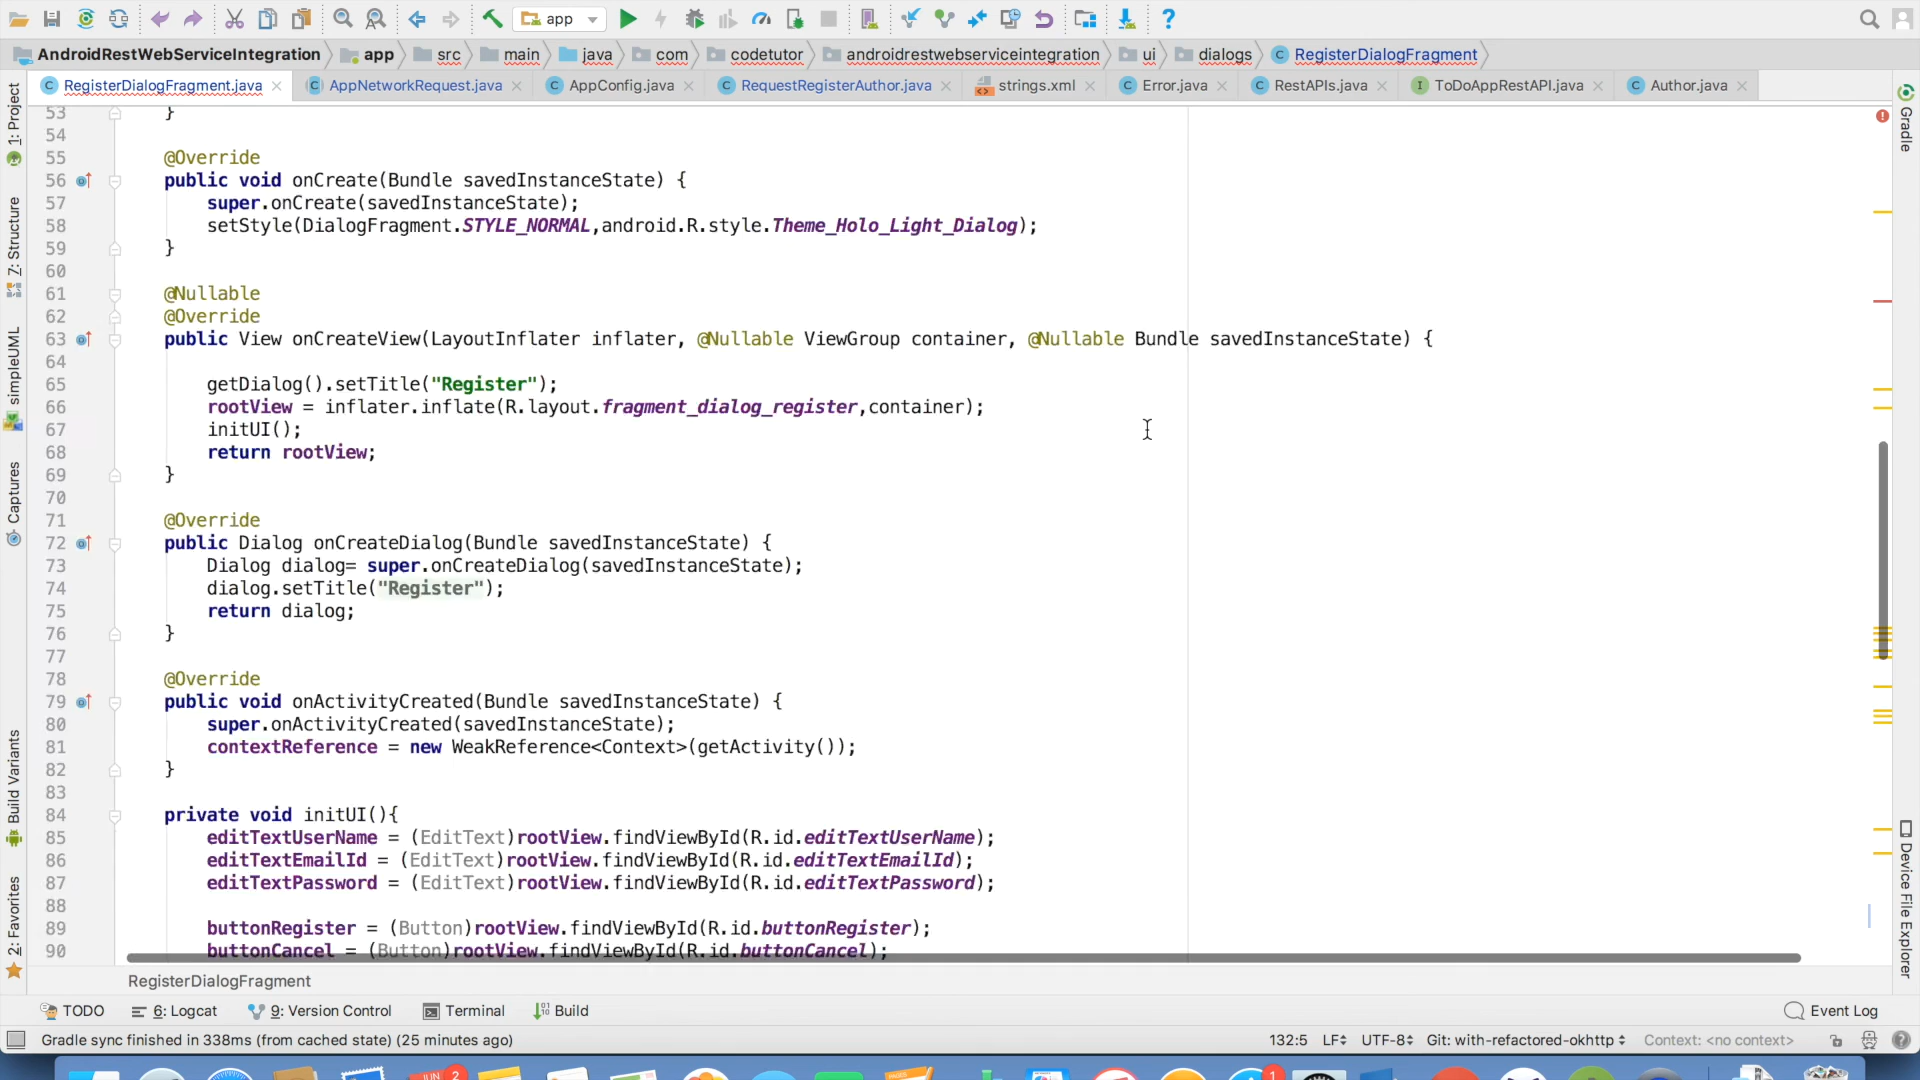 app
AndroidRestWebServiceIntegration app src main java com codetutor androidrestwebserviceintegration ui dialogs RegisterDialogFragment
RegisterDialogFragment.java AppNetworkRequest.java AppConfig.java RequestRegisterAuthor.java strings.xml Error.java RestAPIs.java ToDoAppRestAPI.java Author.java
1: Project
7: Structure
simpleUML
Captures
Build Variants
2: Favorites
53 }
54
55 @Override
56 public void onCreate(Bundle savedInstanceState) {
57 super.onCreate(savedInstanceState);
58 setStyle(DialogFragment.STYLE_NORMAL,android.R.style.Theme_Holo_Light_Dialog);
59 }
60
61 @Nullable
62 @Override
63 public View onCreateView(LayoutInflater inflater, @Nullable ViewGroup container, @Nullable Bundle savedInstanceState) {
64
65 getDialog().setTitle("Register");
66 rootView = inflater.inflate(R.layout.fragment_dialog_register,container);
67 initUI();
68 return rootView;
69 }
70
71 @Override
72 public Dialog onCreateDialog(Bundle savedInstanceState) {
73 Dialog dialog= super.onCreateDialog(savedInstanceState);
74 dialog.setTitle("Register");
75 return dialog;
76 }
77
78 @Override
79 public void onActivityCreated(Bundle savedInstanceState) {
80 super.onActivityCreated(savedInstanceState);
81 contextReference = new WeakReference<Context>(getActivity());
82 }
83
84 private void initUI(){
85 editTextUserName = (EditText)rootView.findViewById(R.id.editTextUserName);
86 editTextEmailId = (EditText)rootView.findViewById(R.id.editTextEmailId);
87 editTextPassword = (EditText)rootView.findViewById(R.id.editTextPassword);
88
89 buttonRegister = (Button)rootView.findViewById(R.id.buttonRegister);
90 buttonCancel = (Button)rootView.findViewById(R.id.buttonCancel);
Gradle
Device File Explorer
RegisterDialogFragment
TODO 6: Logcat 9: Version Control Terminal Build Event Log
Gradle sync finished in 338ms (from cached state) (25 minutes ago) 132:5 LF UTF-8 Git: with-refactored-okhttp Context: <no context>
JUN 2 PAGES 1